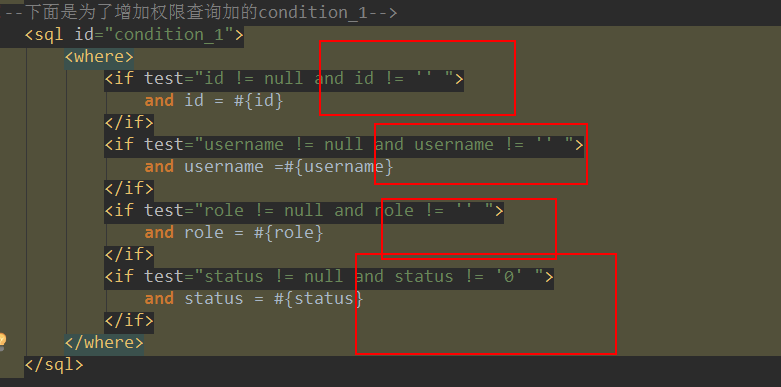 --下面是为了增加权限查询加的condition_1-->
<sql id="condition_1">
<where>
<if test="id != null and id != '' ">
and id = #{id}
</if>
<if test="username != null and username != '' ">
and username =#{username}
</if>
<if test="role != null and role != '' ">
and role = #{role}
</if>
<if test="status != null and status != '0' ">
and status = #{status}
</if>
</where>
</sql>